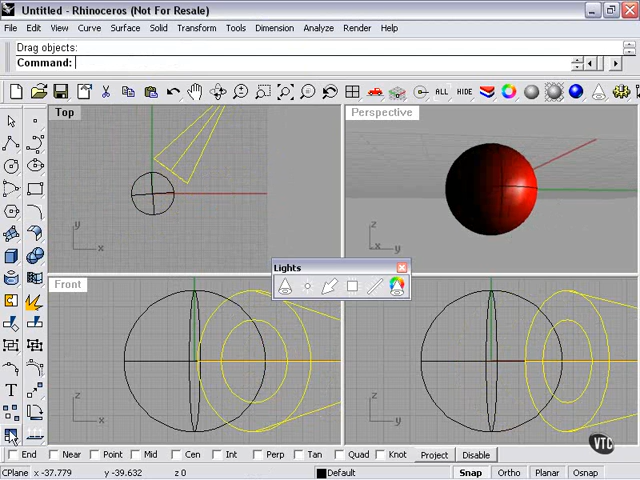 Untitled - Rhinoceros (Not For Resale)
File Edit View Curve Surface Solid Transform Tools Dimension Analyze Render Help
Drag objects:
Command:
ALL HIDE
Top
Perspective
y
x
z
x
y
Lights
Front
z
x
z
y
T
VTC
End Near Point Mid Cen Int Perp Tan Quad Knot Project Disable
CPlane x -37.779 y -39.632 z 0 Default Snap Ortho Planar Osnap